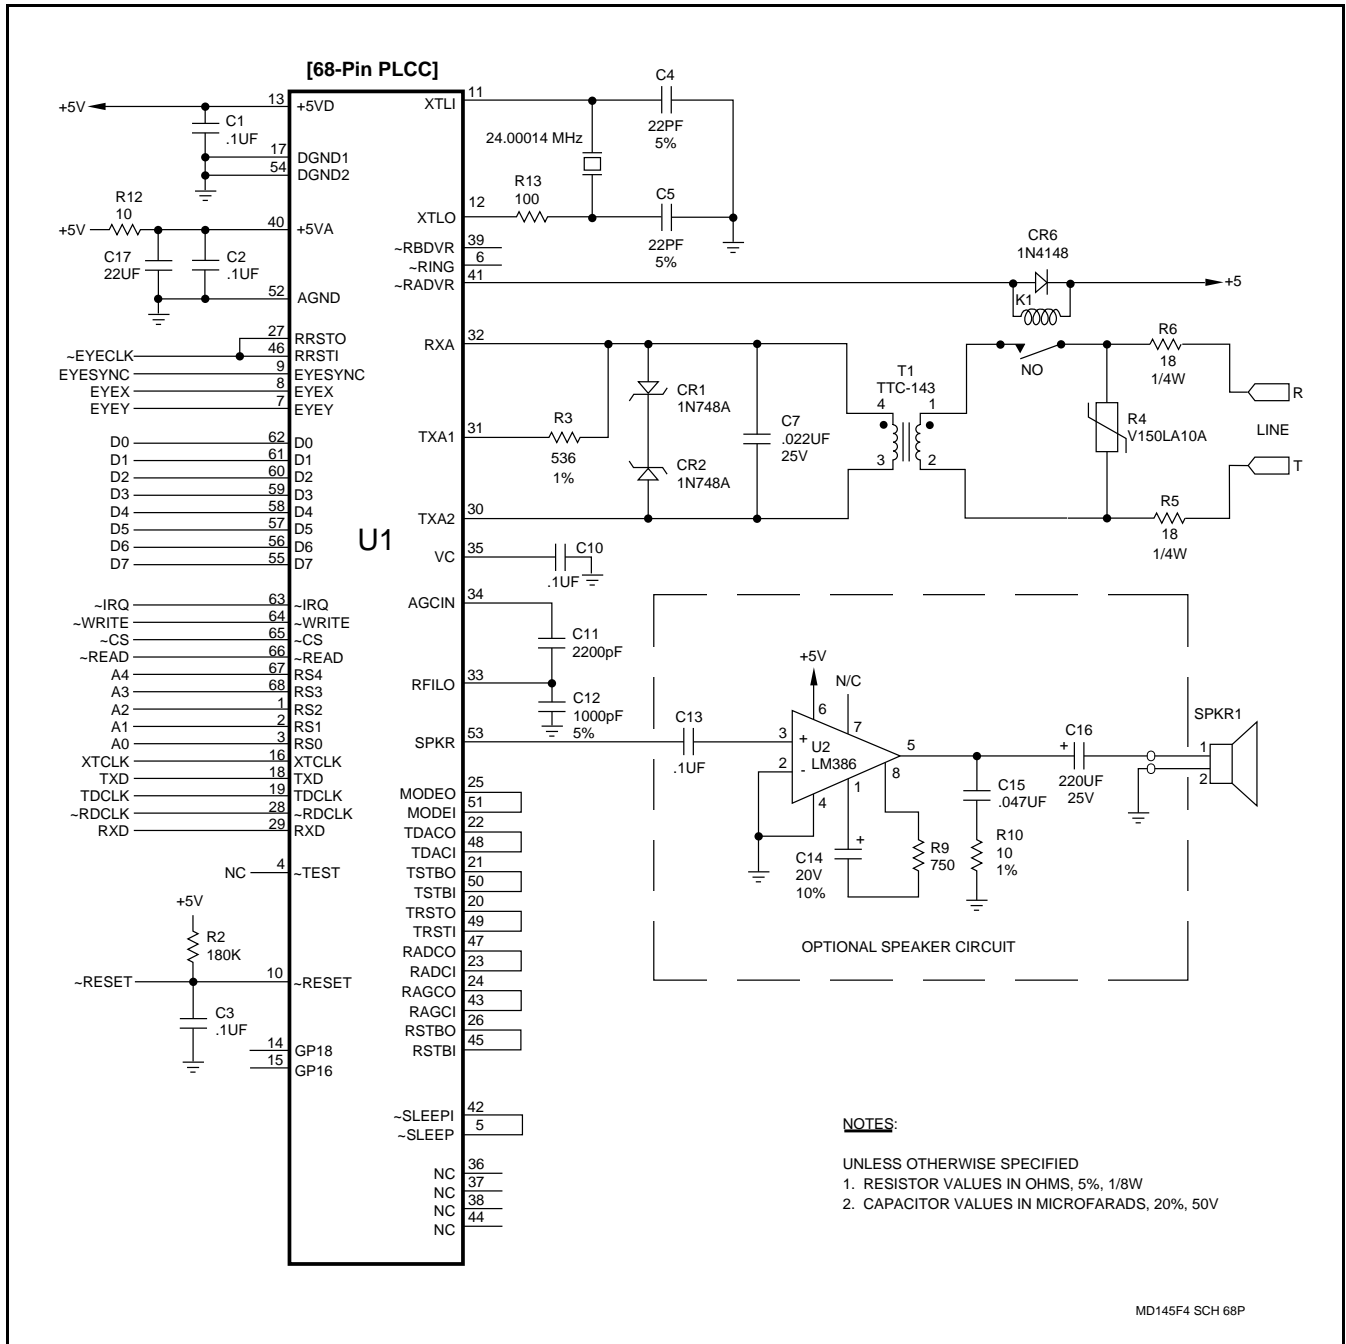 [68-Pin PLCC]
+5V
13
+5VD
C1
.1UF
17
DGND1
54
DGND2
R12
10
+5V
40
+5VA
C17
22UF
C2
.1UF
52
AGND
27
RRSTO
~EYECLK
46
RRSTI
EYESYNC
9
EYESYNC
EYEX
8
EYEX
EYEY
7
EYEY
D0
62
D0
D1
61
D1
D2
60
D2
D3
59
D3
D4
58
D4
D5
57
D5
D6
56
D6
D7
55
D7
~IRQ
63
~IRQ
~WRITE
64
~WRITE
~CS
65
~CS
~READ
66
~READ
A4
67
RS4
A3
68
RS3
A2
1
RS2
A1
2
RS1
A0
3
RS0
XTCLK
16
XTCLK
TXD
18
TXD
TDCLK
19
TDCLK
~RDCLK
28
~RDCLK
RXD
29
RXD
NC
4
~TEST
+5V
R2
180K
~RESET
10
~RESET
C3
.1UF
14
GP18
15
GP16
U1
XTLI
11
C4
22PF
5%
24.00014 MHz
R13
100
C5
22PF
5%
XTLO
12
~RBDVR
39
~RING
6
~RADVR
41
CR6
1N4148
K1
+5
RXA
32
TXA1
31
R3
536
1%
CR1
1N748A
CR2
1N748A
C7
.022UF
25V
T1
TTC-143
4
1
3
2
NO
R6
18
1/4W
R4
V150LA10A
R
LINE
T
R5
18
1/4W
TXA2
30
VC
35
C10
.1UF
AGCIN
34
C11
2200pF
RFILO
33
C12
1000pF
5%
SPKR
53
C13
.1UF
+5V
N/C
6
7
3
+
U2
LM386
2
-
5
8
4
1
C14
20V
10%
+
R9
750
C15
.047UF
R10
10
1%
C16
+
220UF
25V
SPKR1
1
2
OPTIONAL SPEAKER CIRCUIT
MODEO
25
MODEI
51
TDACO
22
TDACI
48
TSTBO
21
TSTBI
50
TRSTO
20
TRSTI
49
RADCO
47
RADCI
23
RAGCO
24
RAGCI
43
RSTBO
26
RSTBI
45
~SLEEPI
42
~SLEEP
5
NC
36
NC
37
NC
38
NC
44
NOTES:
UNLESS OTHERWISE SPECIFIED
1. RESISTOR VALUES IN OHMS, 5%, 1/8W
2. CAPACITOR VALUES IN MICROFARADS, 20%, 50V
MD145F4 SCH 68P